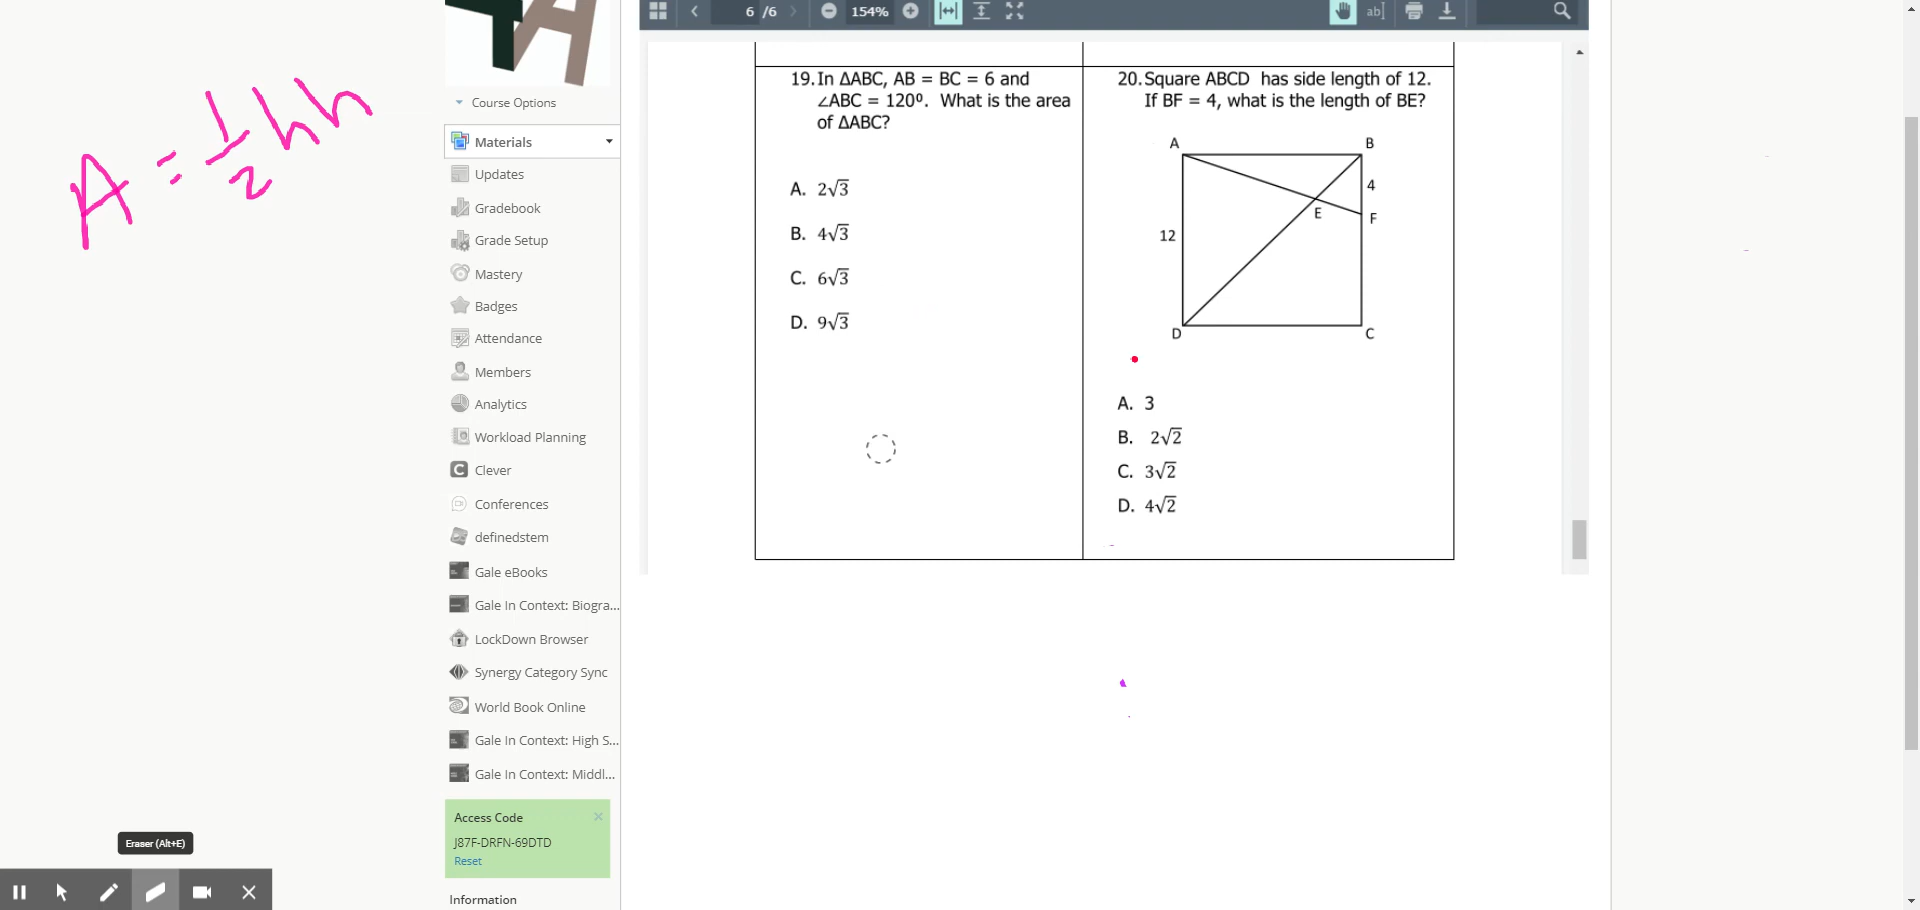 6 /6 154% ab
A = 1/2 h h
Course Options
Materials
Updates
Gradebook
Grade Setup
Mastery
Badges
Attendance
Members
Analytics
Workload Planning
C Clever
Conferences
definedstem
Gale eBooks
Gale In Context: Biogra...
LockDown Browser
Synergy Category Sync
World Book Online
Gale In Context: High S...
Gale In Context: Middl...
Access Code
J87F-DRFN-69DTD
Reset
Information
Eraser (Alt+E)
19. In ΔABC, AB = BC = 6 and
∠ABC = 120⁰. What is the area
of ΔABC?
A. 2√3
B. 4√3
C. 6√3
D. 9√3
20. Square ABCD has side length of 12.
If BF = 4, what is the length of BE?
A B
4
E F
12
D C
A. 3
B. 2√2
C. 3√2
D. 4√2